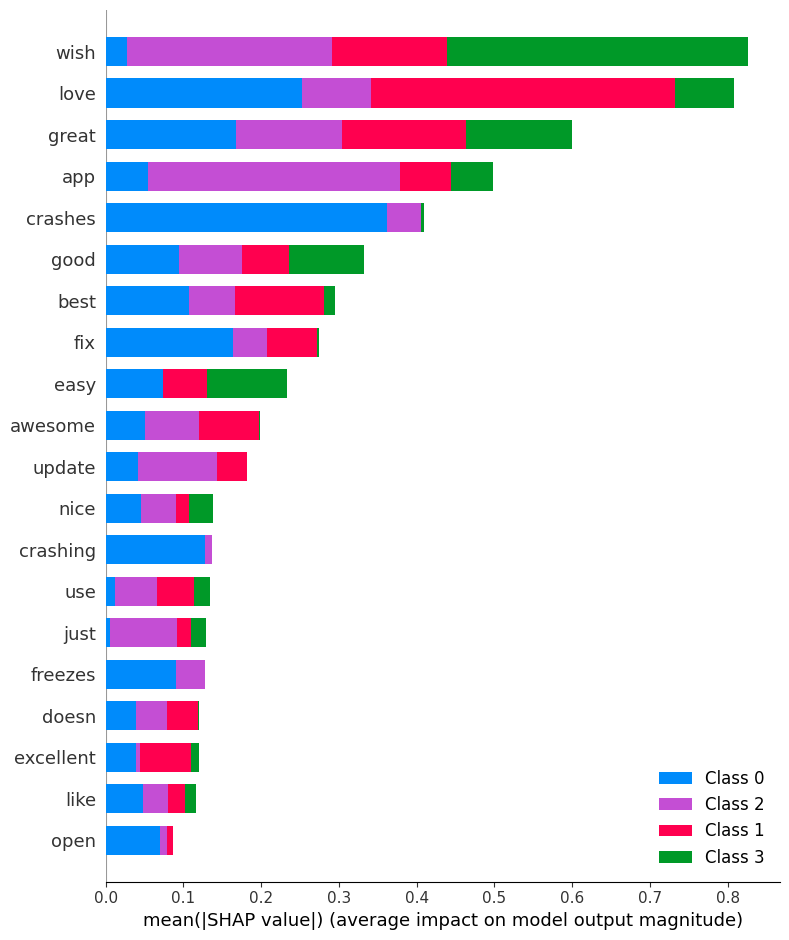 wish
love
great
app
crashes
good
best
fix
easy
awesome
update
nice
crashing
use
just
freezes
doesn
excellent
like
open
Class 0
Class 2
Class 1
Class 3
0.0 0.1 0.2 0.3 0.4 0.5 0.6 0.7 0.8
mean(|SHAP value|) (average impact on model output magnitude)